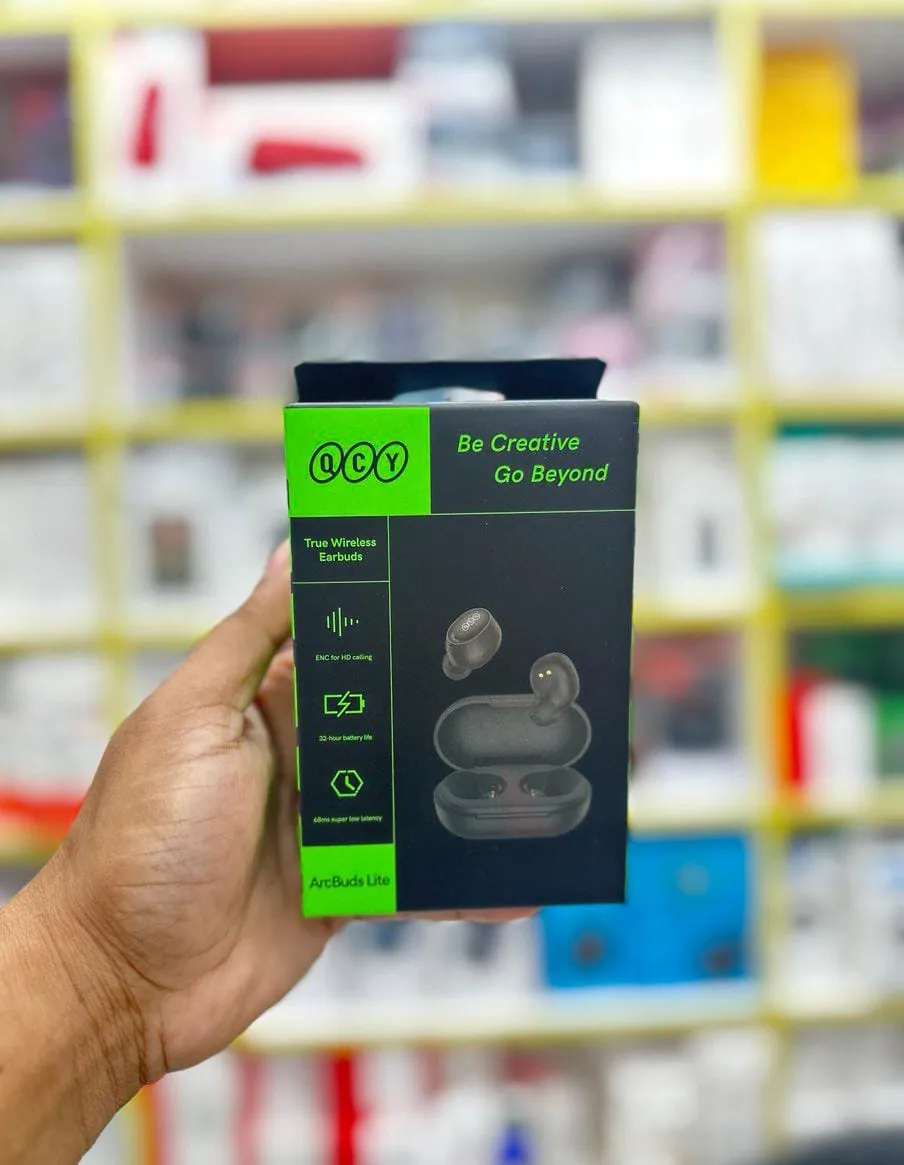 QCY
Be Creative
Go Beyond
True Wireless
Earbuds
ENC for HD calling
32-hour battery life
68ms super low latency
ArcBuds Lite
QCY